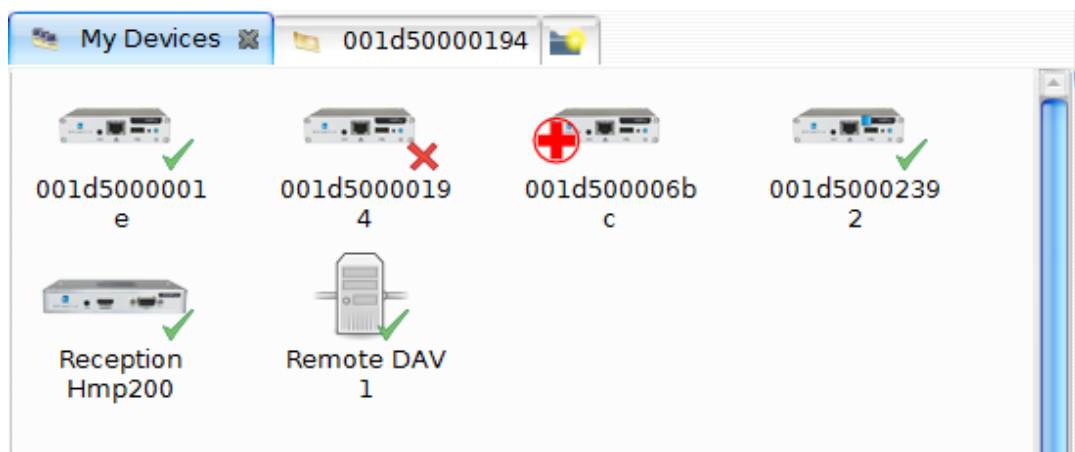 My Devices
001d50000194
001d5000001
e
001d5000019
4
001d500006b
c
001d5000239
2
Reception
Hmp200
Remote DAV
1